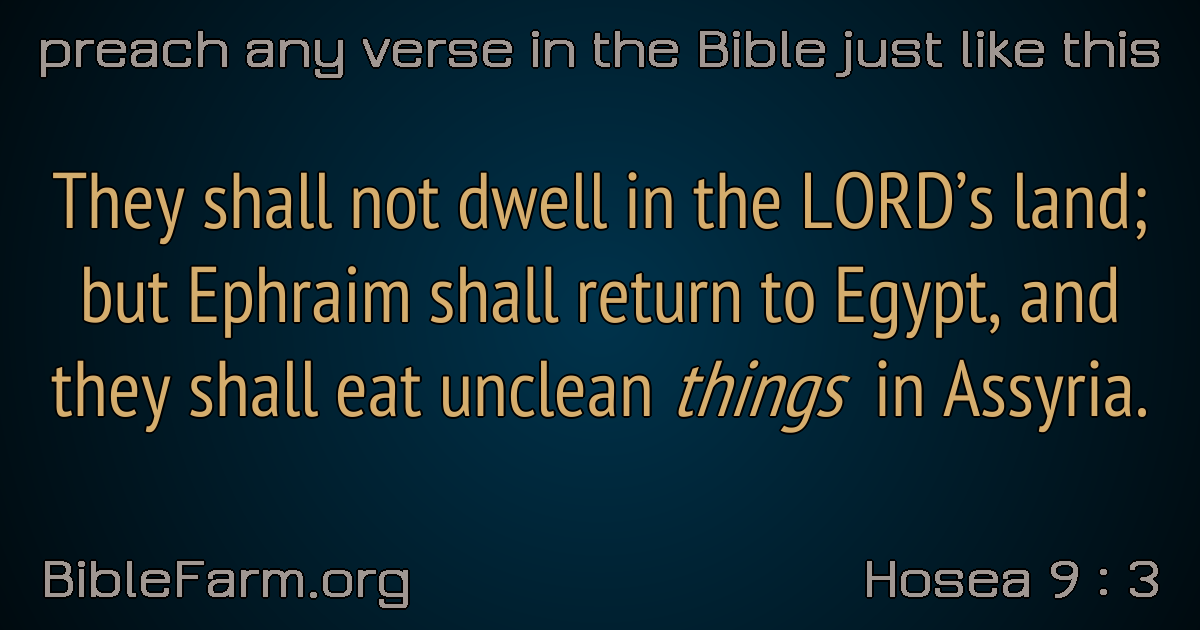 preach any verse in the Bible just like this
They shall not dwell in the LORD’s land;
but Ephraim shall return to Egypt, and
they shall eat unclean things in Assyria.
BibleFarm.org
Hosea 9 : 3